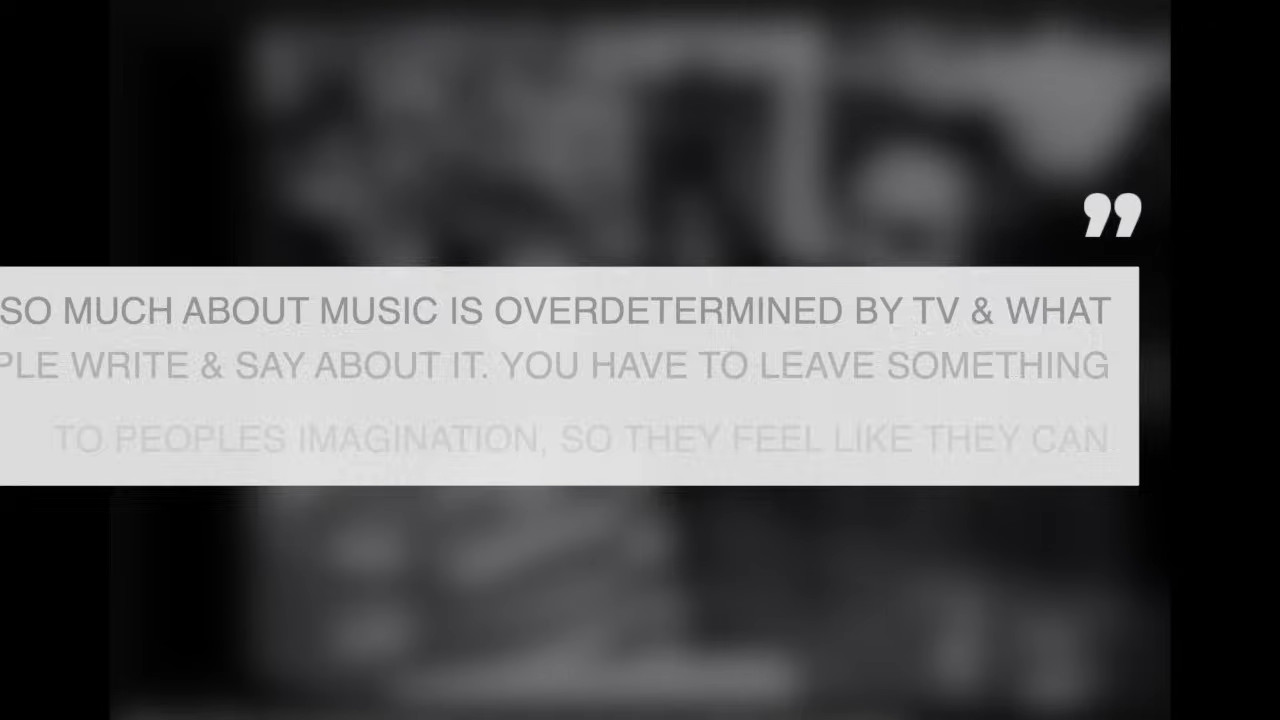 ”
SO MUCH ABOUT MUSIC IS OVERDETERMINED BY TV & WHAT
PLE WRITE & SAY ABOUT IT. YOU HAVE TO LEAVE SOMETHING
TO PEOPLES IMAGINATION, SO THEY FEEL LIKE THEY CAN